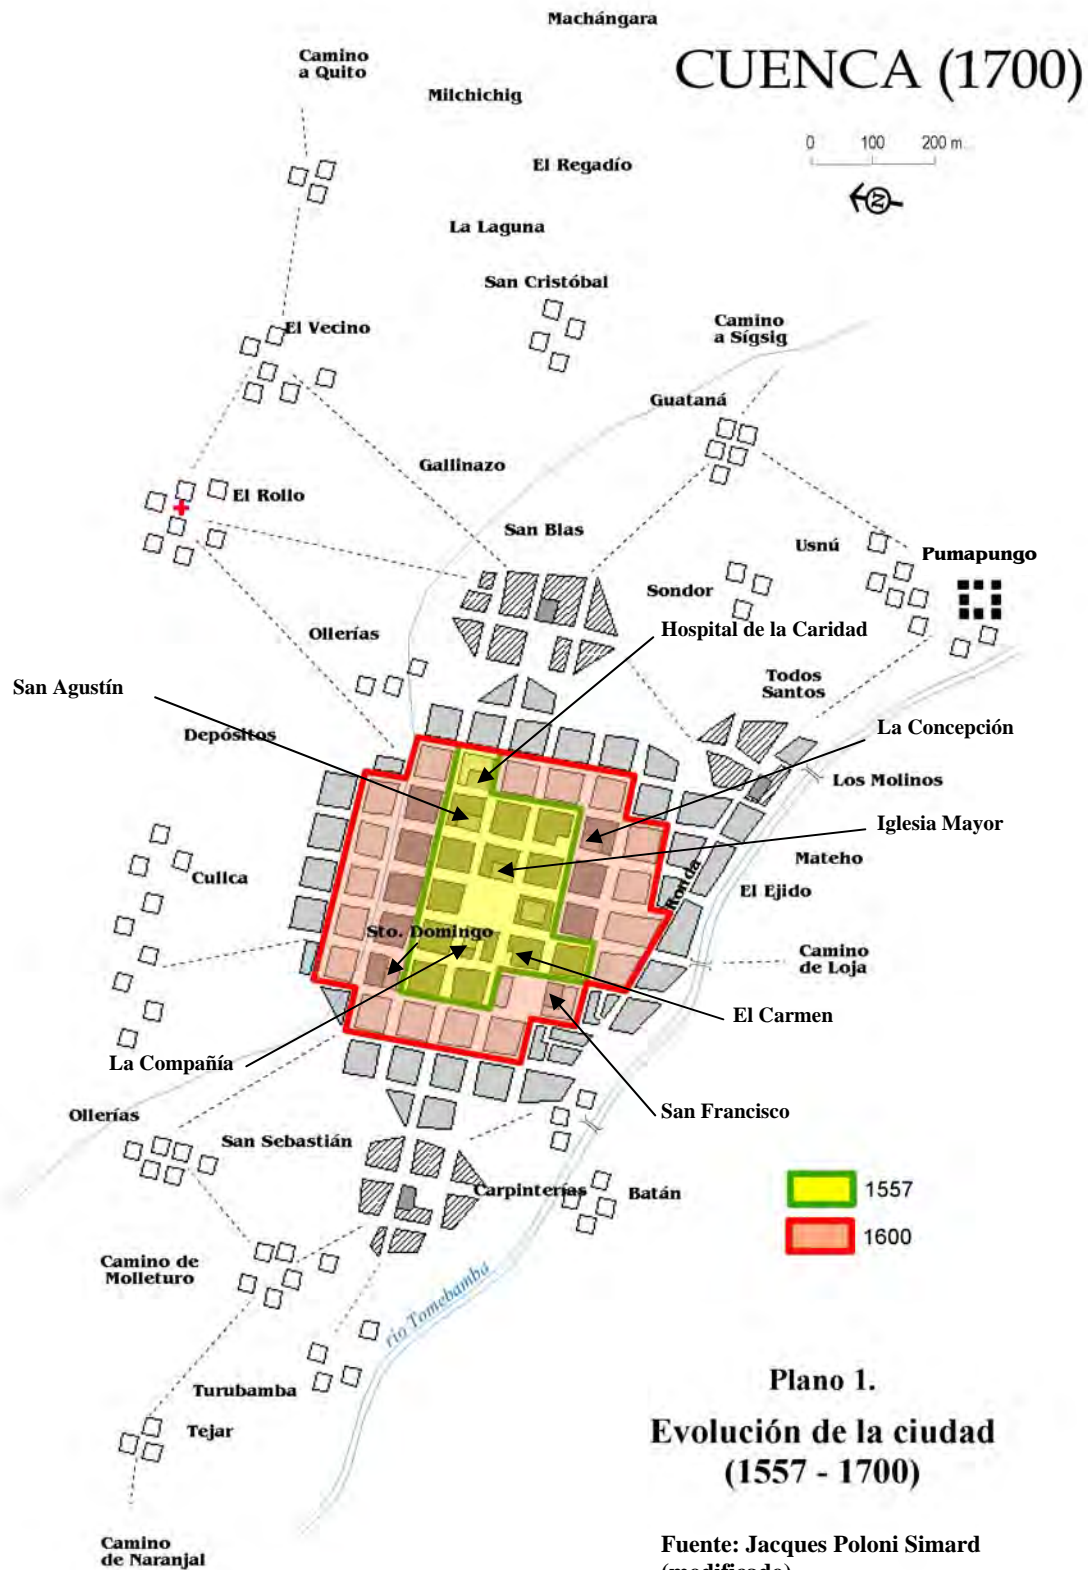 Machángara
CUENCA (1700)
Camino
a Quito
Milchichig
0 100 200 m.
El Regadío
N
La Laguna
San Cristóbal
Camino
a Sígsig
El Vecino
Guataná
Gallinazo
El Rollo
San Blas
Usnú
Pumapungo
Sondor
Ollerías
Hospital de la Caridad
San Agustín
Todos
Santos
La Concepción
Depósitos
Los Molinos
Iglesia Mayor
Mateho
Cullca
Ronda
El Ejido
Sto. Domingo
Camino
de Loja
El Carmen
La Compañía
San Francisco
Ollerías
San Sebastián
Carpinterías
Batán
1557
1600
Camino de
Molleturo
río Tomebamba
Plano 1.
Turubamba
Tejar
Evolución de la ciudad
(1557 - 1700)
Camino
de Naranjal
Fuente: Jacques Poloni Simard
(modificado)